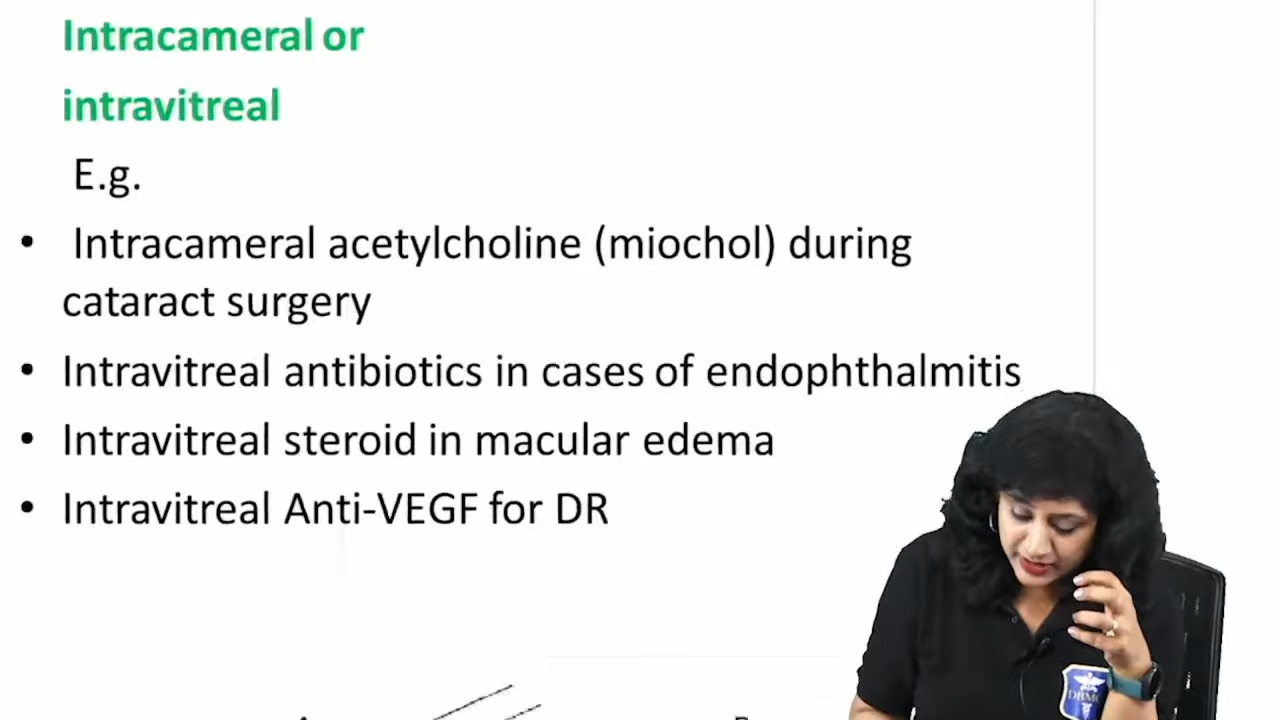 Intracameral or
intravitreal
E.g.
• Intracameral acetylcholine (miochol) during
cataract surgery
• Intravitreal antibiotics in cases of endophthalmitis
• Intravitreal steroid in macular edema
• Intravitreal Anti-VEGF for DR